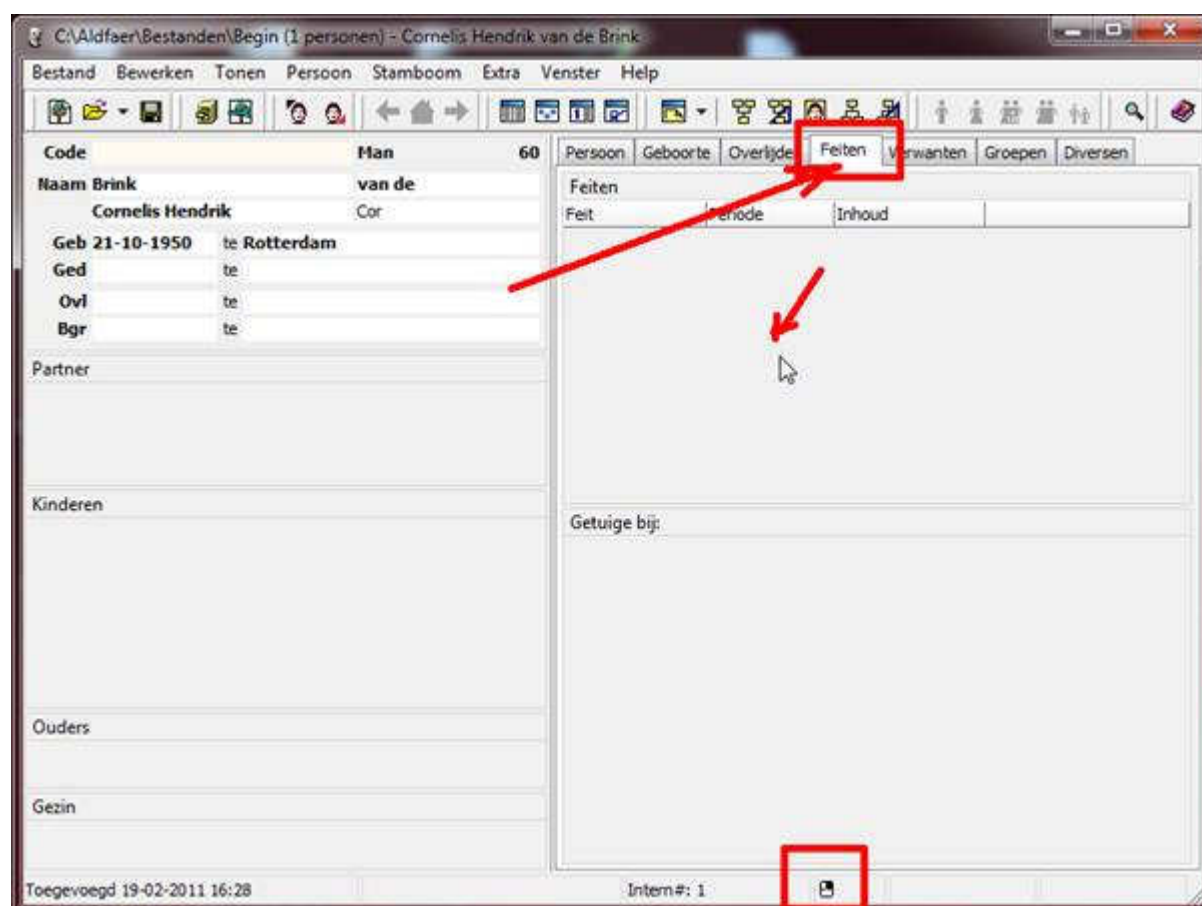 C:\Aldfaer\Bestanden\Begin (1 personen) - Cornelis Hendrik van de Brink
Bestand Bewerken Tonen Persoon Stamboom Extra Venster Help
Code Man 60
Naam Brink van de
Cornelis Hendrik Cor
Geb 21-10-1950 te Rotterdam
Ged te
Ovl te
Bgr te
Partner
Kinderen
Ouders
Gezin
Persoon Geboorte Overlijde Feiten Verwanten Groepen Diversen
Feiten
Feit Periode Inhoud
Getuige bij:
Toegevoegd 19-02-2011 16:28 Intern#: 1